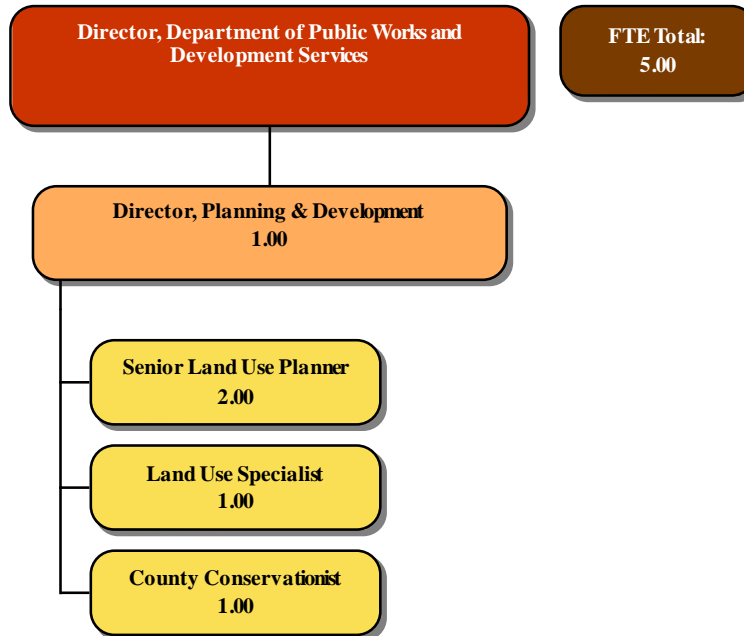 Director, Department of Public Works and
Development Services
FTE Total:
5.00
Director, Planning & Development
1.00
Senior Land Use Planner
2.00
Land Use Specialist
1.00
County Conservationist
1.00